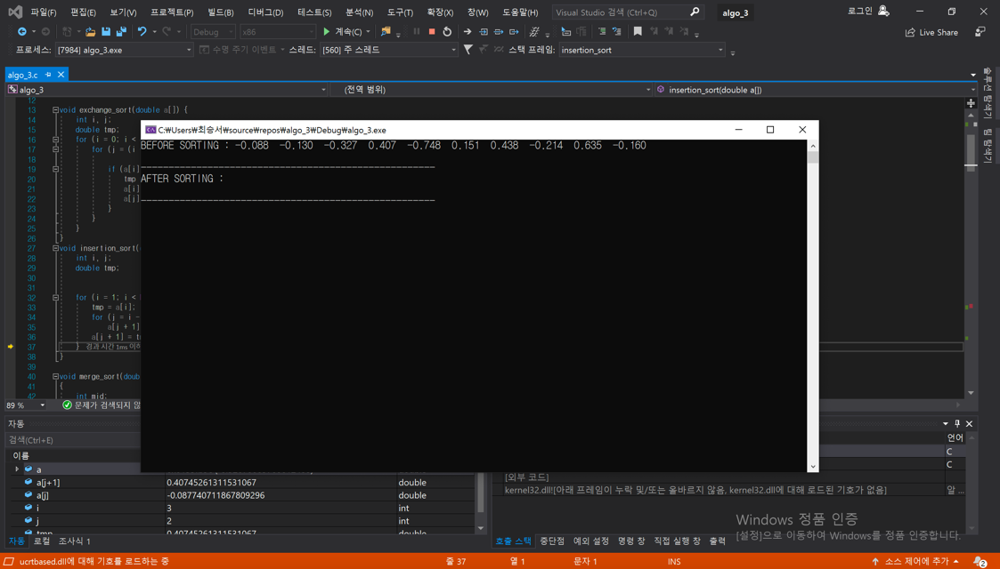 파일(F) 편집(E) 보기(V) 프로젝트(P) 빌드(B) 디버그(D) 테스트(S) 분석(N) 도구(T) 확장(X) 창(W) 도움말(H) Visual Studio 검색 (Ctrl+Q) algo_3 로그인
Debug x86 계속(C) Live Share
프로세스: [7984] algo_3.exe 수명 주기 이벤트 스레드: [560] 주 스레드 스택 프레임: insertion_sort
algo_3.c
algo_3 (전역 범위) insertion_sort(double a[])
솔루션 탐색기
팀 탐색기
12
13 void exchange_sort(double a[]) {
14 int i, j;
15 double tmp;
16 for (i = 0; i <
17 for (j = (i
18
19 if (a[i]
20 tmp
21 a[i]
22 a[j]
23 }
24 }
25 }
26 }
27 void insertion_sort(
28 int i, j;
29 double tmp;
30
31
32 for (i = 1; i <
33 tmp = a[i];
34 for (j = i -
35 a[j + 1]
36 a[j + 1] = t
37 } 경과 시간 1ms 이하
38 }
39
40 void merge_sort(doub
41 {
42 int mid;
C:₩Users₩최승서₩source₩repos₩algo_3₩Debug₩algo_3.exe
BEFORE SORTING : -0.088 -0.130 -0.327 0.407 -0.748 0.151 0.438 -0.214 0.635 -0.160
AFTER SORTING :
89 % 문제가 검색되지 않
자동
검색(Ctrl+E)
이름
a
a[j+1] 0.4074526131153​1067 double
a[j] -0.087740711867809296 double
i 3 int
j 2 int
tmp 0.40745261311531067 double
언어
C
C
[외부 코드]
kernel32.dll![아래 프레임이 누락 및/또는 올바르지 않음, kernel32.dll에 대해 로드된 기호가 없음] 알 ...
Windows 정품 인증
[설정]으로 이동하여 Windows를 정품 인증합니다.
자동 로컬 조사식 1 호출 스택 중단점 예외 설정 명령 창 직접 실행 창 출력
ucrtbased.dll에 대해 기호를 로드하는 중 줄 37 열 1 문자 1 INS 소스 제어에 추가 2